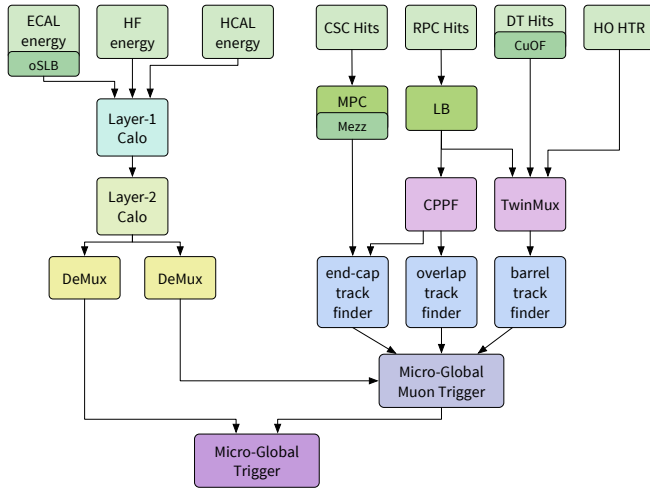 ECAL
energy
oSLB
HF
energy
HCAL
energy
CSC Hits
RPC Hits
DT Hits
CuOF
HO HTR
Layer-1
Calo
MPC
Mezz
LB
Layer-2
Calo
CPPF
TwinMux
DeMux
DeMux
end-cap
track
finder
overlap
track
finder
barrel
track
finder
Micro-Global
Muon Trigger
Micro-Global
Trigger